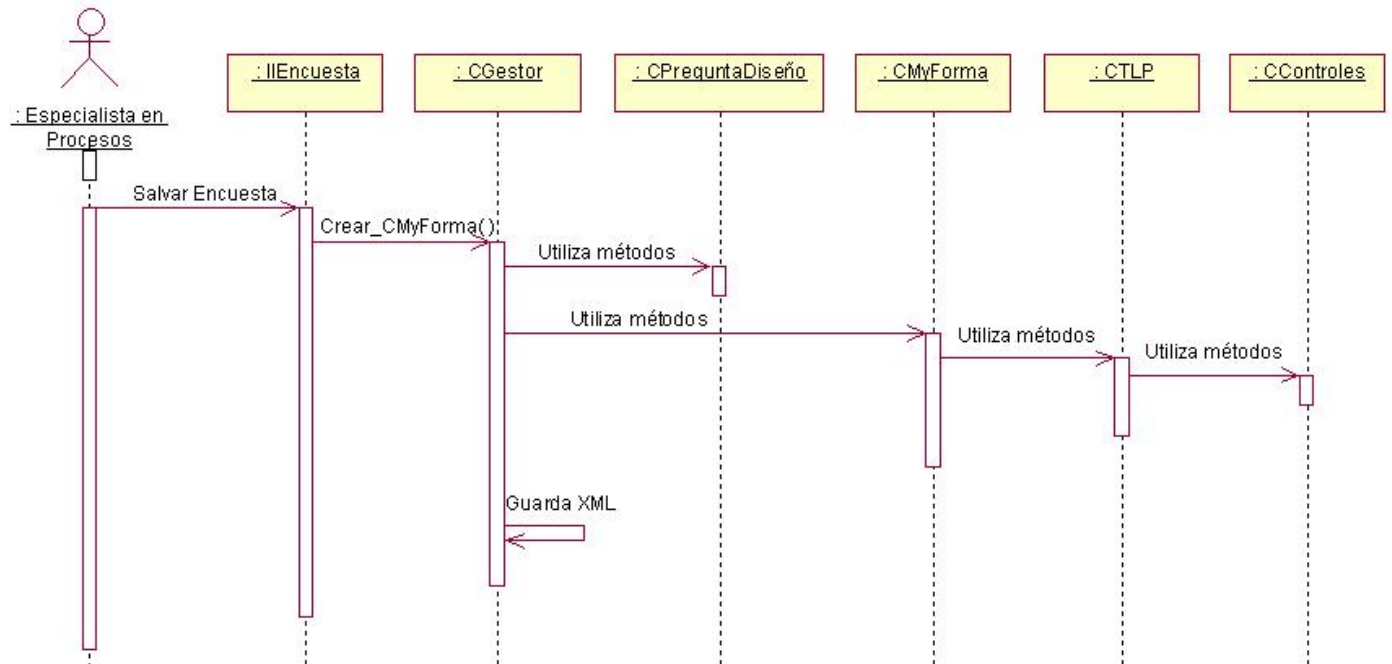 : IIEncuesta
: CGestor
: CPreguntaDiseño
: CMyForma
: CTLP
: CControles
: Especialista en
Procesos
Salvar Encuesta
Crear_CMyForma()
Utiliza métodos
Utiliza métodos
Utiliza métodos
Utiliza métodos
Guarda XML